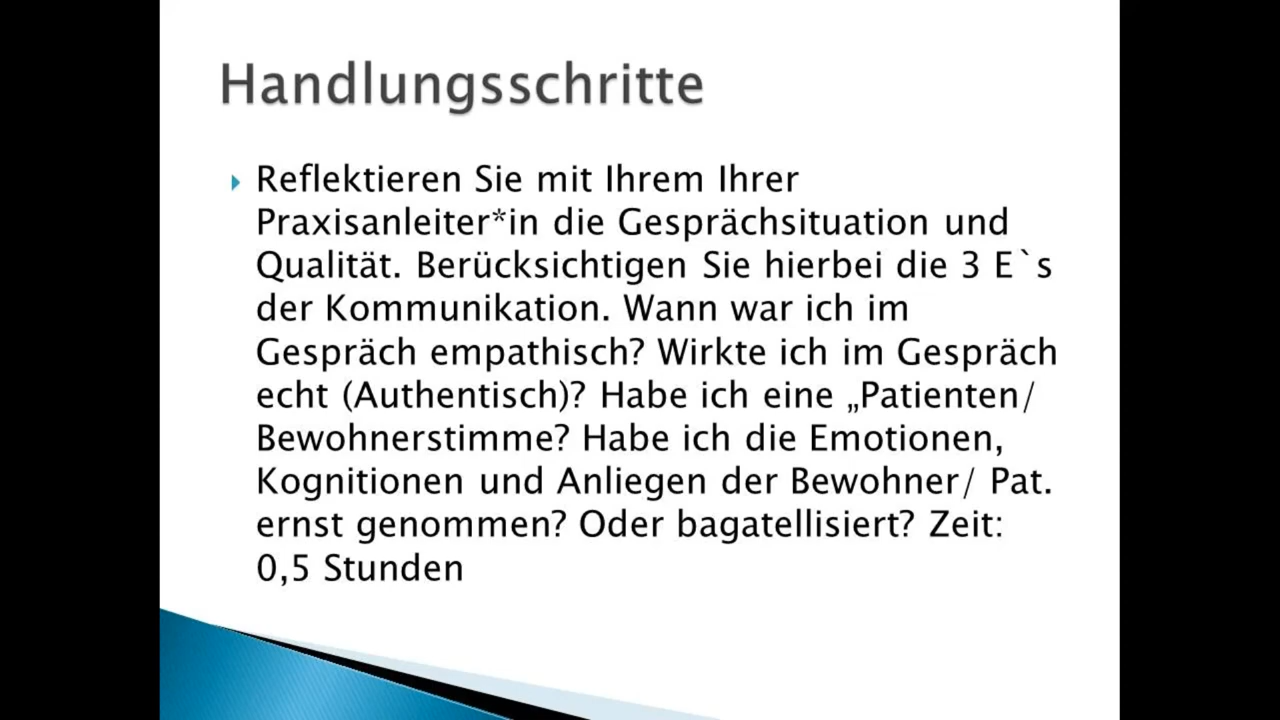 Handlungsschritte
Reflektieren Sie mit Ihrem Ihrer
Praxisanleiter*in die Gesprächsituation und
Qualität. Berücksichtigen Sie hierbei die 3 E`s
der Kommunikation. Wann war ich im
Gespräch empathisch? Wirkte ich im Gespräch
echt (Authentisch)? Habe ich eine „Patienten/
Bewohnerstimme? Habe ich die Emotionen,
Kognitionen und Anliegen der Bewohner/ Pat.
ernst genommen? Oder bagatellisiert? Zeit:
0,5 Stunden